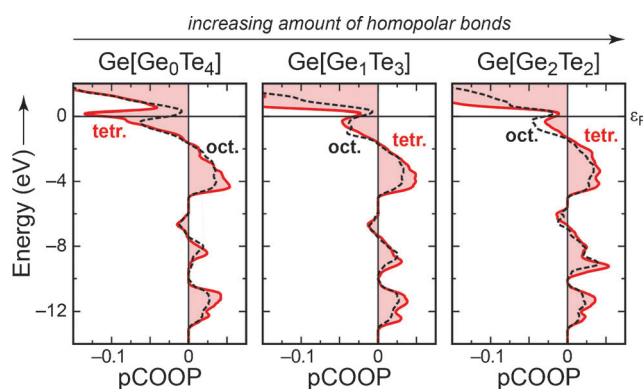 increasing amount of homopolar bonds
Ge[Ge₀Te₄] Ge[Ge₁Te₃] Ge[Ge₂Te₂]
Energy (eV)
0
−4
−8
−12
εF
tetr. oct.
oct. tetr.
oct. tetr.
−0.1 0 −0.1 0 −0.1 0
pCOOP pCOOP pCOOP